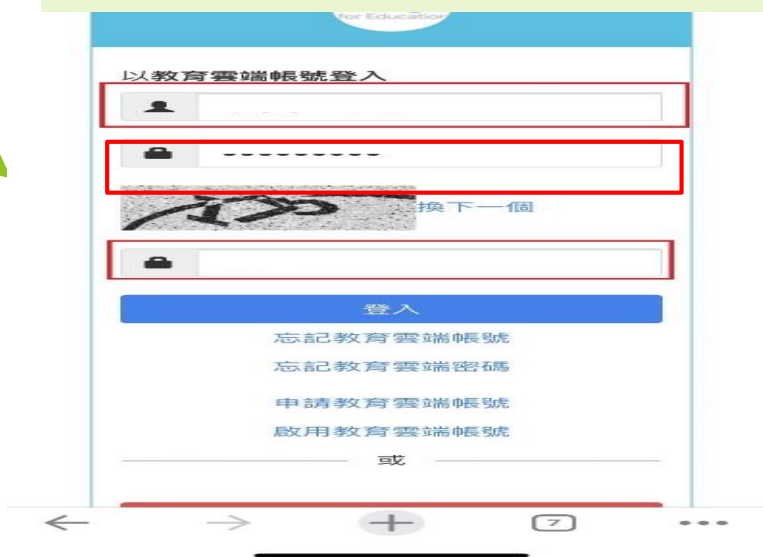 for Education
以教育雲端帳號登入
換下一個
登入
忘記教育雲端帳號
忘記教育雲端密碼
申請教育雲端帳號
啟用教育雲端帳號
或
7